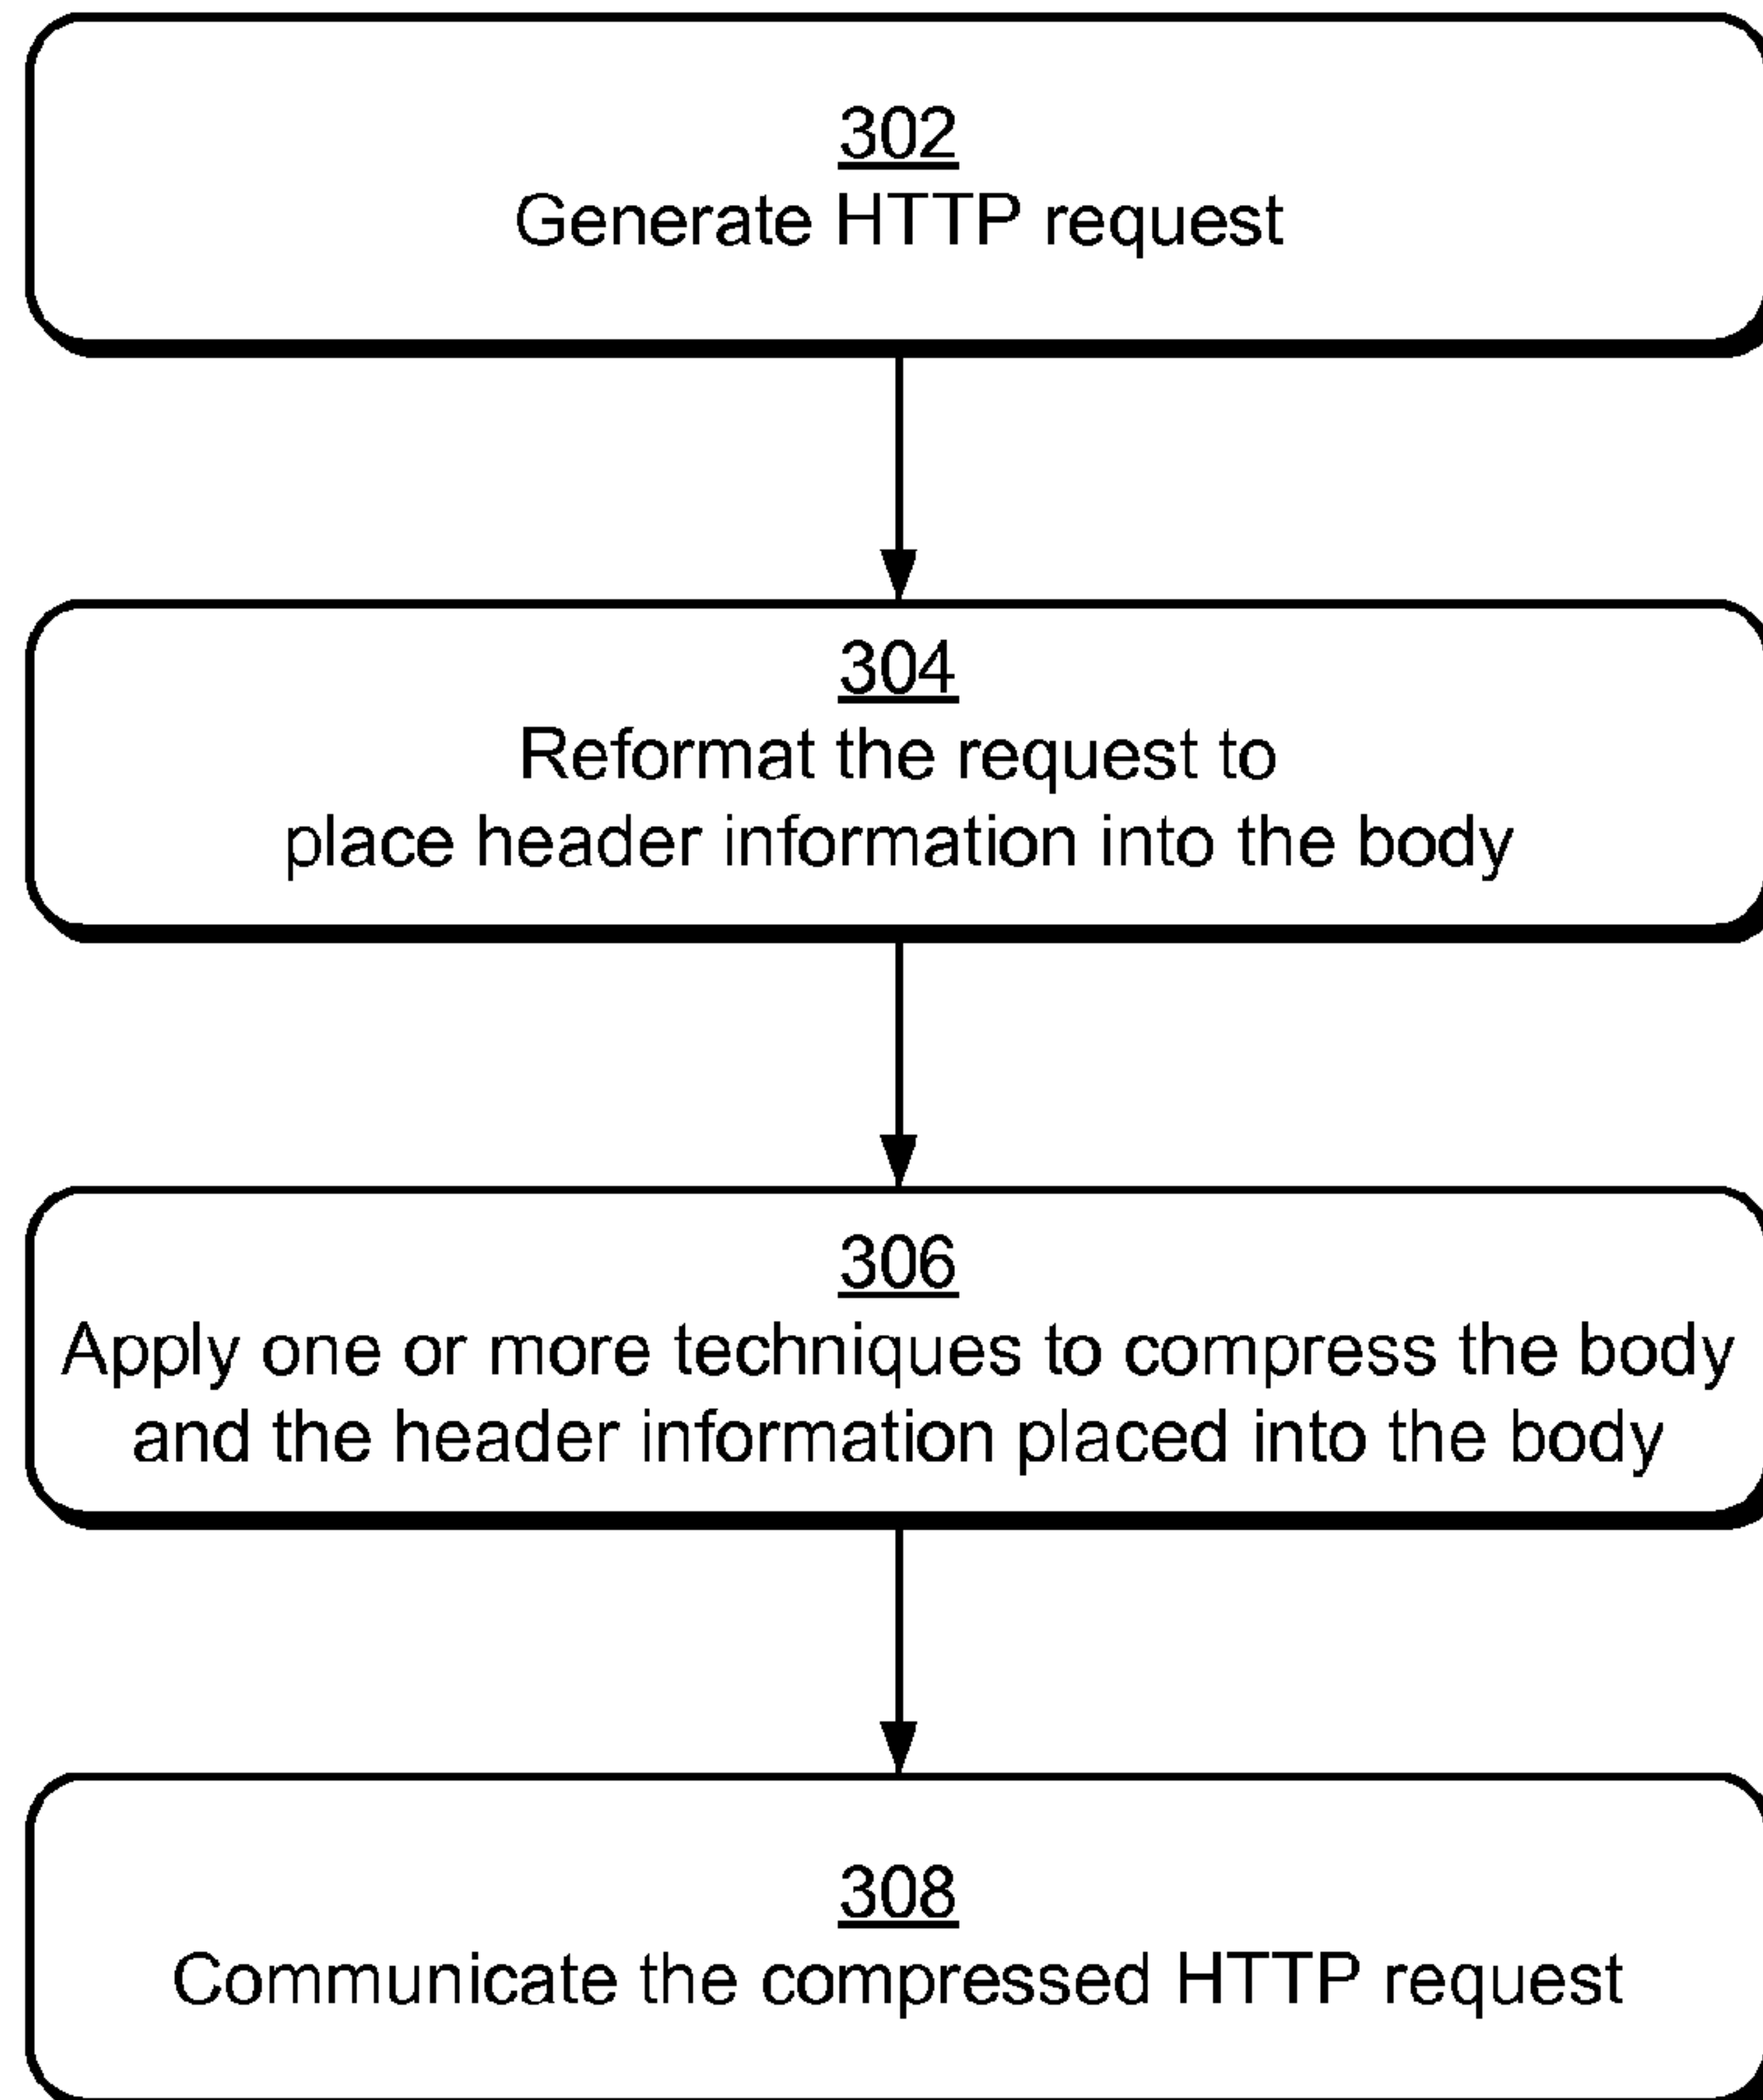 302
Generate HTTP request
304
Reformat the request to
place header information into the body
306
Apply one or more techniques to compress the body
and the header information placed into the body
308
Communicate the compressed HTTP request